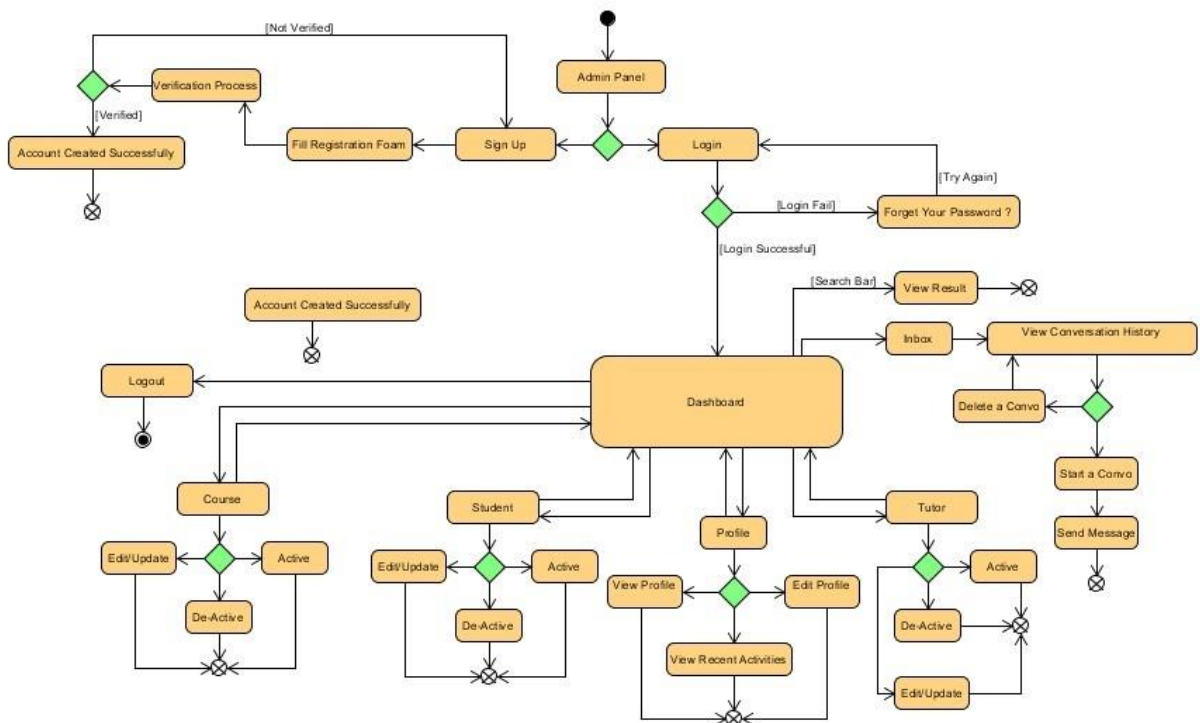 [Not Verified]
Admin Panel
Verification Process
[Verified]
Account Created Successfully
Fill Registration Foam
Sign Up
Login
[Try Again]
[Login Fail]
Forget Your Password ?
[Login Successful]
[Search Bar]
View Result
Account Created Successfully
Inbox
View Conversation History
Logout
Dashboard
Delete a Convo
Start a Convo
Course
Student
Profile
Tutor
Send Message
Edit/Update
Active
De-Active
Edit/Update
Active
De-Active
View Profile
Edit Profile
View Recent Activities
Active
De-Active
Edit/Update